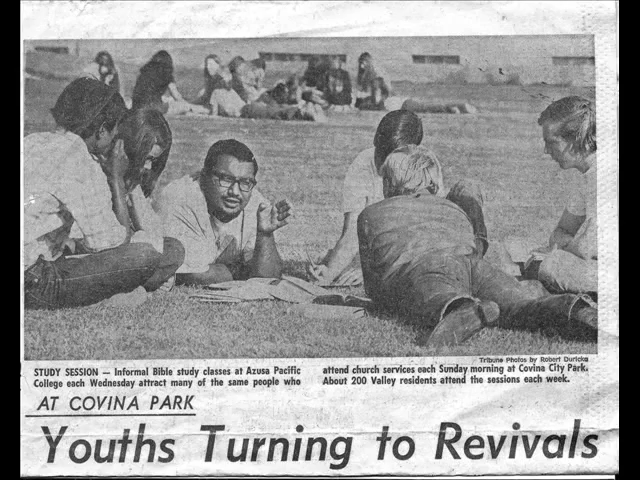 Tribune Photos by Robert Duricka
STUDY SESSION — Informal Bible study classes at Azusa Pacific
College each Wednesday attract many of the same people who
attend church services each Sunday morning at Covina City Park.
About 200 Valley residents attend the sessions each week.
AT COVINA PARK
Youths Turning to Revivals